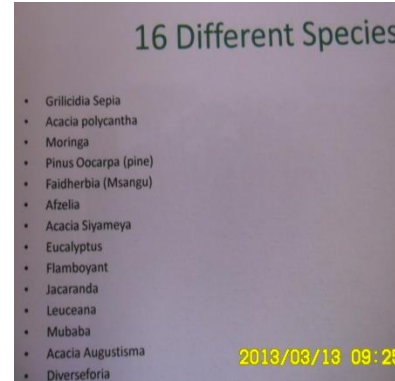 16 Different Species
• Grilicidia Sepia
• Acacia polycantha
• Moringa
• Pinus Oocarpa (pine)
• Faidherbia (Msangu)
• Afzelia
• Acacia Siyameya
• Eucalyptus
• Flamboyant
• Jacaranda
• Leuceana
• Mubaba
• Acacia Augustisma
• Diverseforia
2013/03/13 09:25